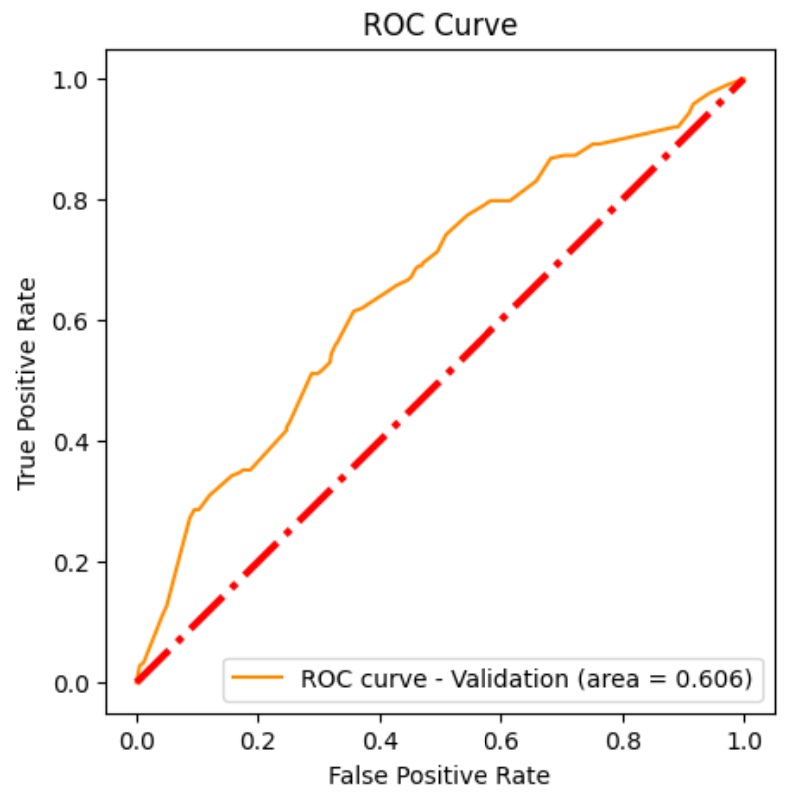 ROC Curve
1.0
0.8
0.6
0.4
0.2
0.0
True Positive Rate
ROC curve - Validation (area = 0.606)
0.0 0.2 0.4 0.6 0.8 1.0
False Positive Rate